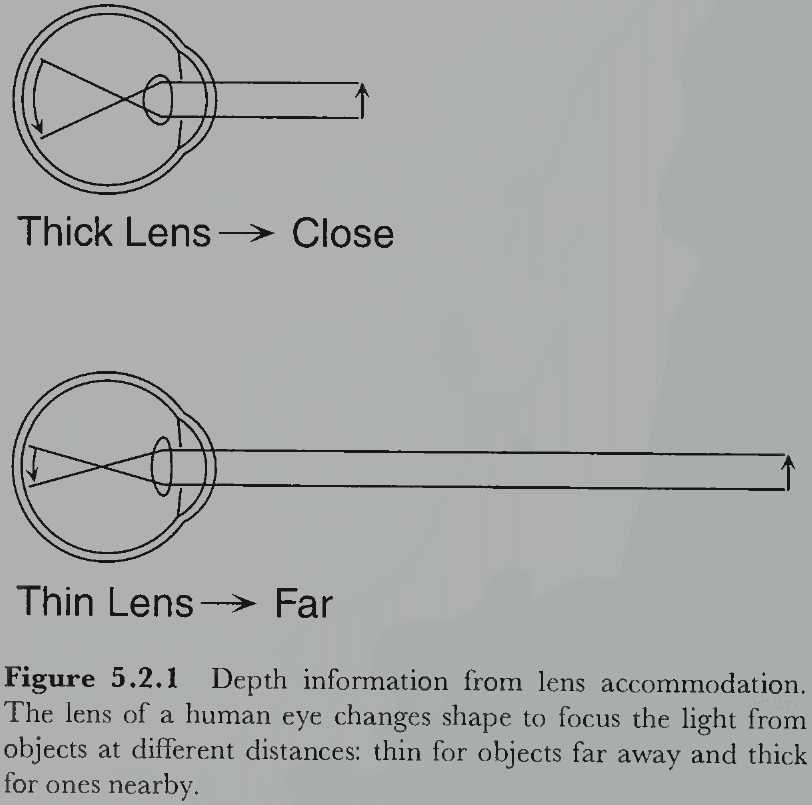 Thick Lens → Close
Thin Lens → Far
Figure 5.2.1 Depth information from lens accommodation.
The lens of a human eye changes shape to focus the light from
objects at different distances: thin for objects far away and thick
for ones nearby.